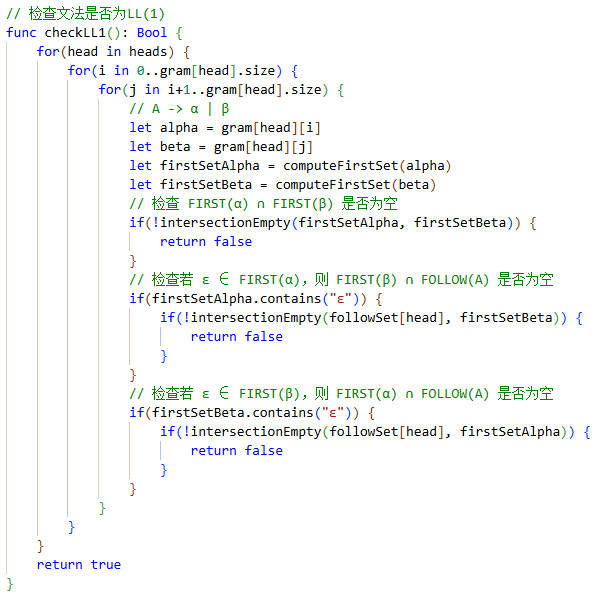 // 检查文法是否为LL(1)
func checkLL1(): Bool {
    for(head in heads) {
        for(i in 0..gram[head].size) {
            for(j in i+1..gram[head].size) {
                // A -> α | β
                let alpha = gram[head][i]
                let beta = gram[head][j]
                let firstSetAlpha = computeFirstSet(alpha)
                let firstSetBeta = computeFirstSet(beta)
                // 检查 FIRST(α) ∩ FIRST(β) 是否为空
                if(!intersectionEmpty(firstSetAlpha, firstSetBeta)) {
                    return false
                }
                // 检查若 ε ∈ FIRST(α), 则 FIRST(β) ∩ FOLLOW(A) 是否为空
                if(firstSetAlpha.contains("ε")) {
                    if(!intersectionEmpty(followSet[head], firstSetBeta)) {
                        return false
                    }
                }
                // 检查若 ε ∈ FIRST(β), 则 FIRST(α) ∩ FOLLOW(A) 是否为空
                if(firstSetBeta.contains("ε")) {
                    if(!intersectionEmpty(followSet[head], firstSetAlpha)) {
                        return false
                    }
                }
            }
        }
    }
    return true
}